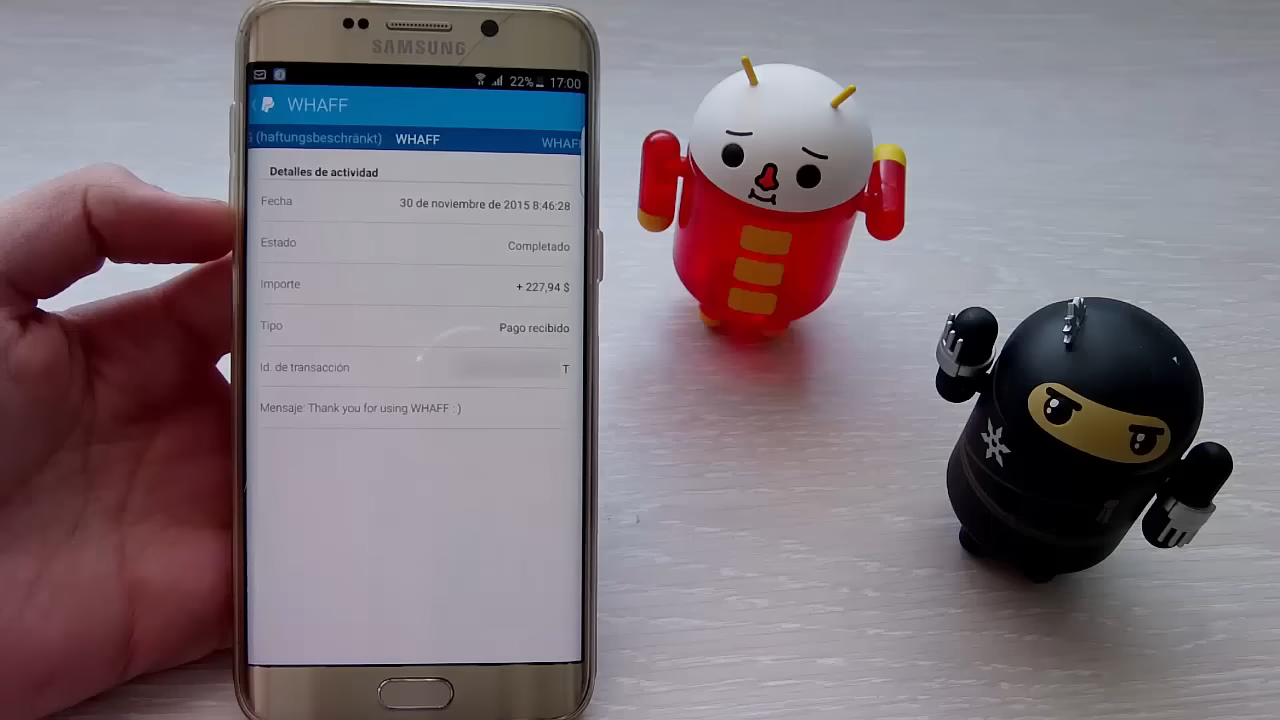 SAMSUNG
22% 17:00
WHAFF
(haftungsbeschränkt) WHAFF WHAF
Detalles de actividad
Fecha 30 de noviembre de 2015 8:46:28
Estado Completado
Importe + 227,94 $
Tipo Pago recibido
Id. de transacción T
Mensaje: Thank you for using WHAFF : )